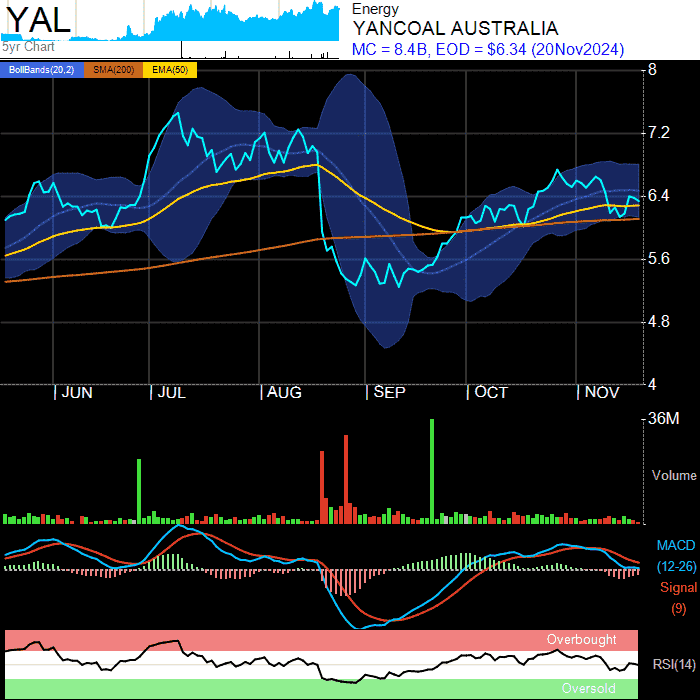 YAL
5yr Chart
Energy
YANCOAL AUSTRALIA
MC = 8.4B, EOD = $6.34 (20Nov2024)
BollBands(20,2) SMA(200) EMA(50)
8
7.2
6.4
5.6
4.8
4
JUN JUL AUG SEP OCT NOV
36M
Volume
MACD
(12-26)
Signal
(9)
Overbought
RSI(14)
Oversold